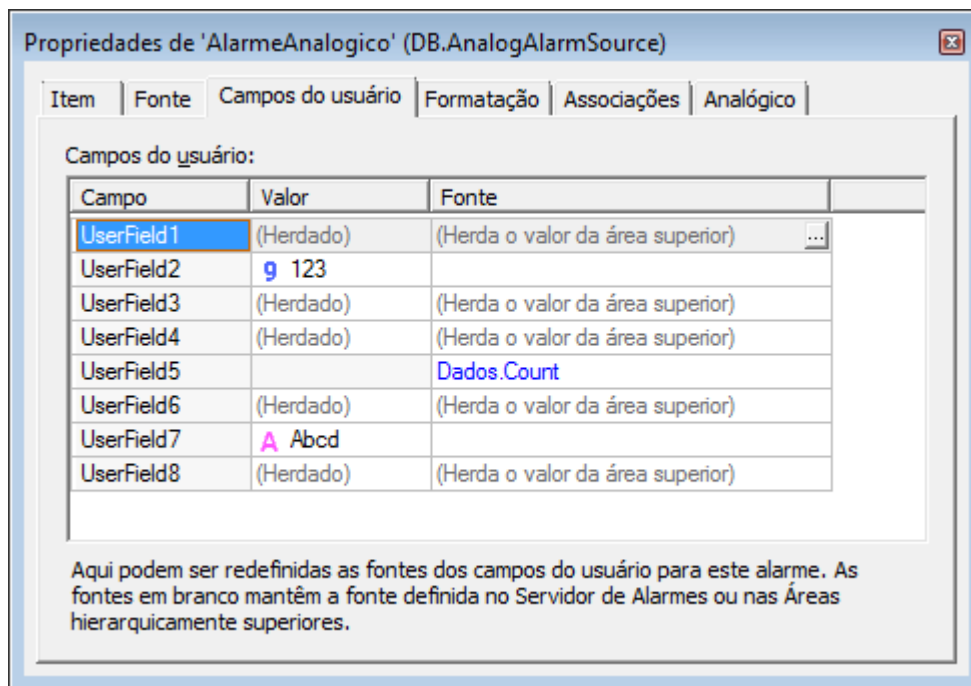 Propriedades de 'AlarmeAnalogico' (DB.AnalogAlarmSource)
Item Fonte Campos do usuário Formatação Associações Analógico
Campos do usuário:
Campo Valor Fonte
UserField1 (Herdado) (Herda o valor da área superior) ...
UserField2 9 123
UserField3 (Herdado) (Herda o valor da área superior)
UserField4 (Herdado) (Herda o valor da área superior)
UserField5 Dados.Count
UserField6 (Herdado) (Herda o valor da área superior)
UserField7 A Abcd
UserField8 (Herdado) (Herda o valor da área superior)
Aqui podem ser redefinidas as fontes dos campos do usuário para este alarme. As
fontes em branco mantêm a fonte definida no Servidor de Alarmes ou nas Áreas
hierarquicamente superiores.